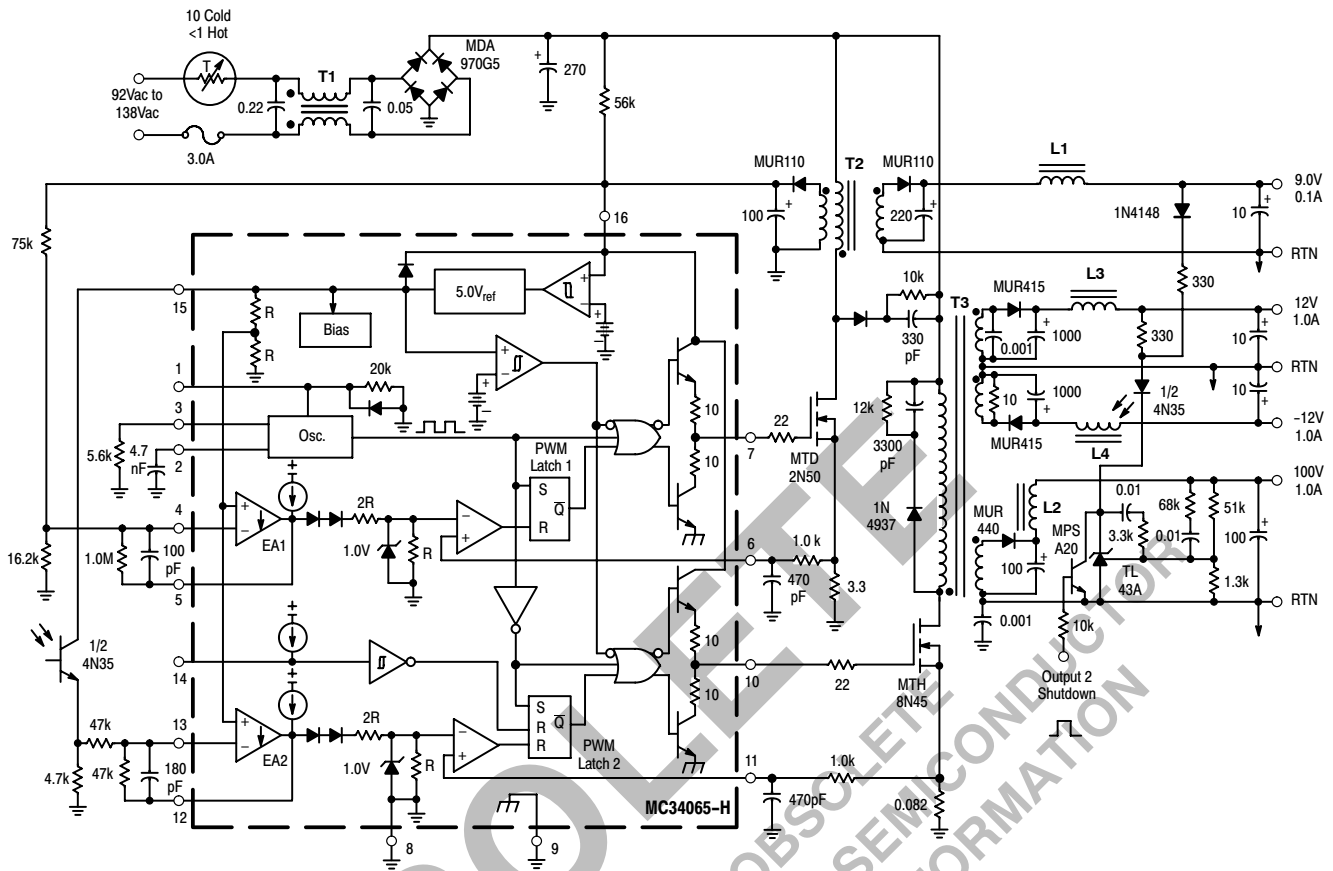 10 Cold
<1 Hot
T
92Vac to
138Vac
3.0A
0.22
T1
0.05
MDA
970G5
+
270
56k
MUR110
T2
MUR110
L1
9.0V
0.1A
100
+
220
+
1N4148
10
+
RTN
330
16
75k
15
R
R
Bias
5.0Vref
+
–
+
–
10k
330
pF
T3
MUR415
L3
12V
1.0A
0.001
+
1000
330
10
+
RTN
1000
+
10
10
+
MUR415
L4
1/2
4N35
–12V
1.0A
1
3
2
20k
+
–
+
–
Osc.
5.6k
4.7
nF
10
10
7
22
MTD
2N50
12k
3300
pF
1N
4937
PWM
Latch 1
S
Q
R
+
4
+
–
EA1
2R
1.0V
R
–
+
16.2k
1.0M
100
pF
5
6
1.0 k
470
pF
3.3
MUR
440
L2
100V
1.0A
+
100
MPS
A20
0.01
3.3k
68k
0.01
51k
100
+
TL
43A
1.3k
RTN
0.001
10k
Output 2
Shutdown
1/2
4N35
+
14
10
10
10
22
MTH
8N45
+
S
R
R
Q
PWM
Latch 2
47k
13
+
–
EA2
2R
1.0V
R
–
+
4.7k
47k
180
pF
12
11
1.0k
470pF
0.082
MC34065–H
8
9
OLETE
OBSOLETE
SEMICONDUCTOR
FORMATION